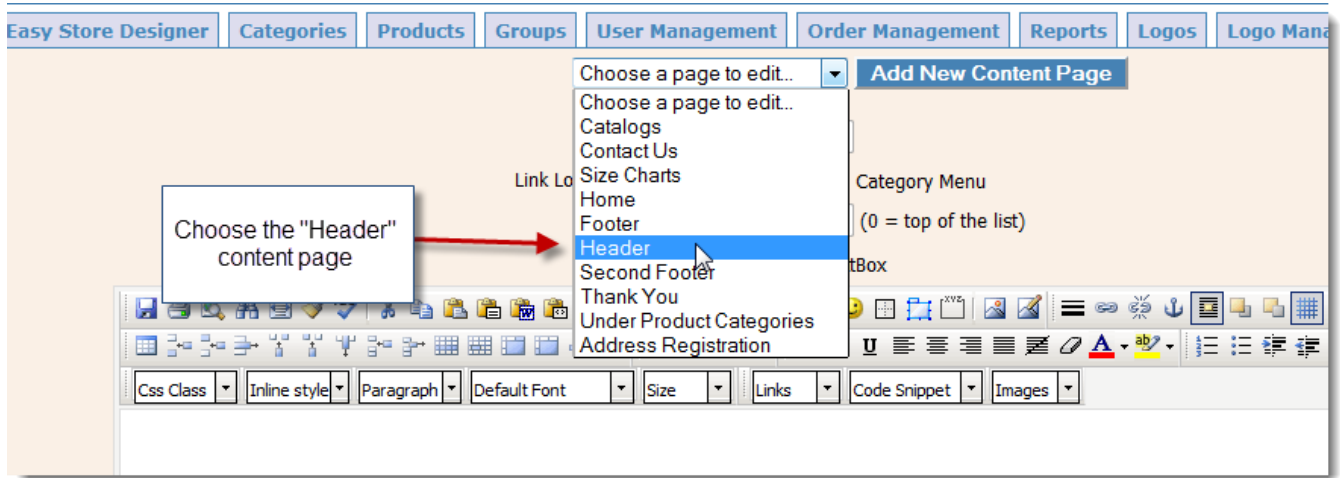 Easy Store Designer Categories Products Groups User Management Order Management Reports Logos Logo Mana
Choose a page to edit... Add New Content Page
Choose a page to edit...
Catalogs
Contact Us
Link Lo Size Charts Category Menu
Home
Footer (0 = top of the list)
Choose the "Header"
content page
Header
Second Footer tBox
Thank You
Under Product Categories
Address Registration
Css Class Inline style Paragraph Default Font Size Links Code Snippet Images